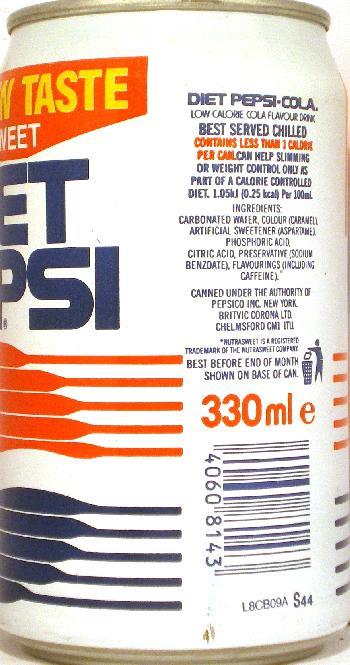 W TASTE
WEET
ET
PSI
DIET PEPSI-COLA.
LOW CALORIE COLA FLAVOUR DRINK
BEST SERVED CHILLED
CONTAINS LESS THAN 1 CALORIE
PER CAN. CAN HELP SLIMMING
OR WEIGHT CONTROL ONLY AS
PART OF A CALORIE CONTROLLED
DIET. 1.05kJ (0.25 kcal) Per 100ml.
INGREDIENTS:
CARBONATED WATER, COLOUR (CARAMEL),
ARTIFICIAL SWEETENER (ASPARTAME),
PHOSPHORIC ACID,
CITRIC ACID, PRESERVATIVE (SODIUM
BENZOATE), FLAVOURINGS (INCLUDING
CAFFEINE).*
CANNED UNDER THE AUTHORITY OF
PEPSICO INC. NEW YORK.
BRITVIC CORONA LTD.
CHELMSFORD CM1 1TU.
*NUTRASWEET IS A REGISTERED
TRADEMARK OF THE NUTRASWEET COMPANY.
BEST BEFORE END OF MONTH
SHOWN ON BASE OF CAN.
330ml e
4060 8143
L8CB09A S44